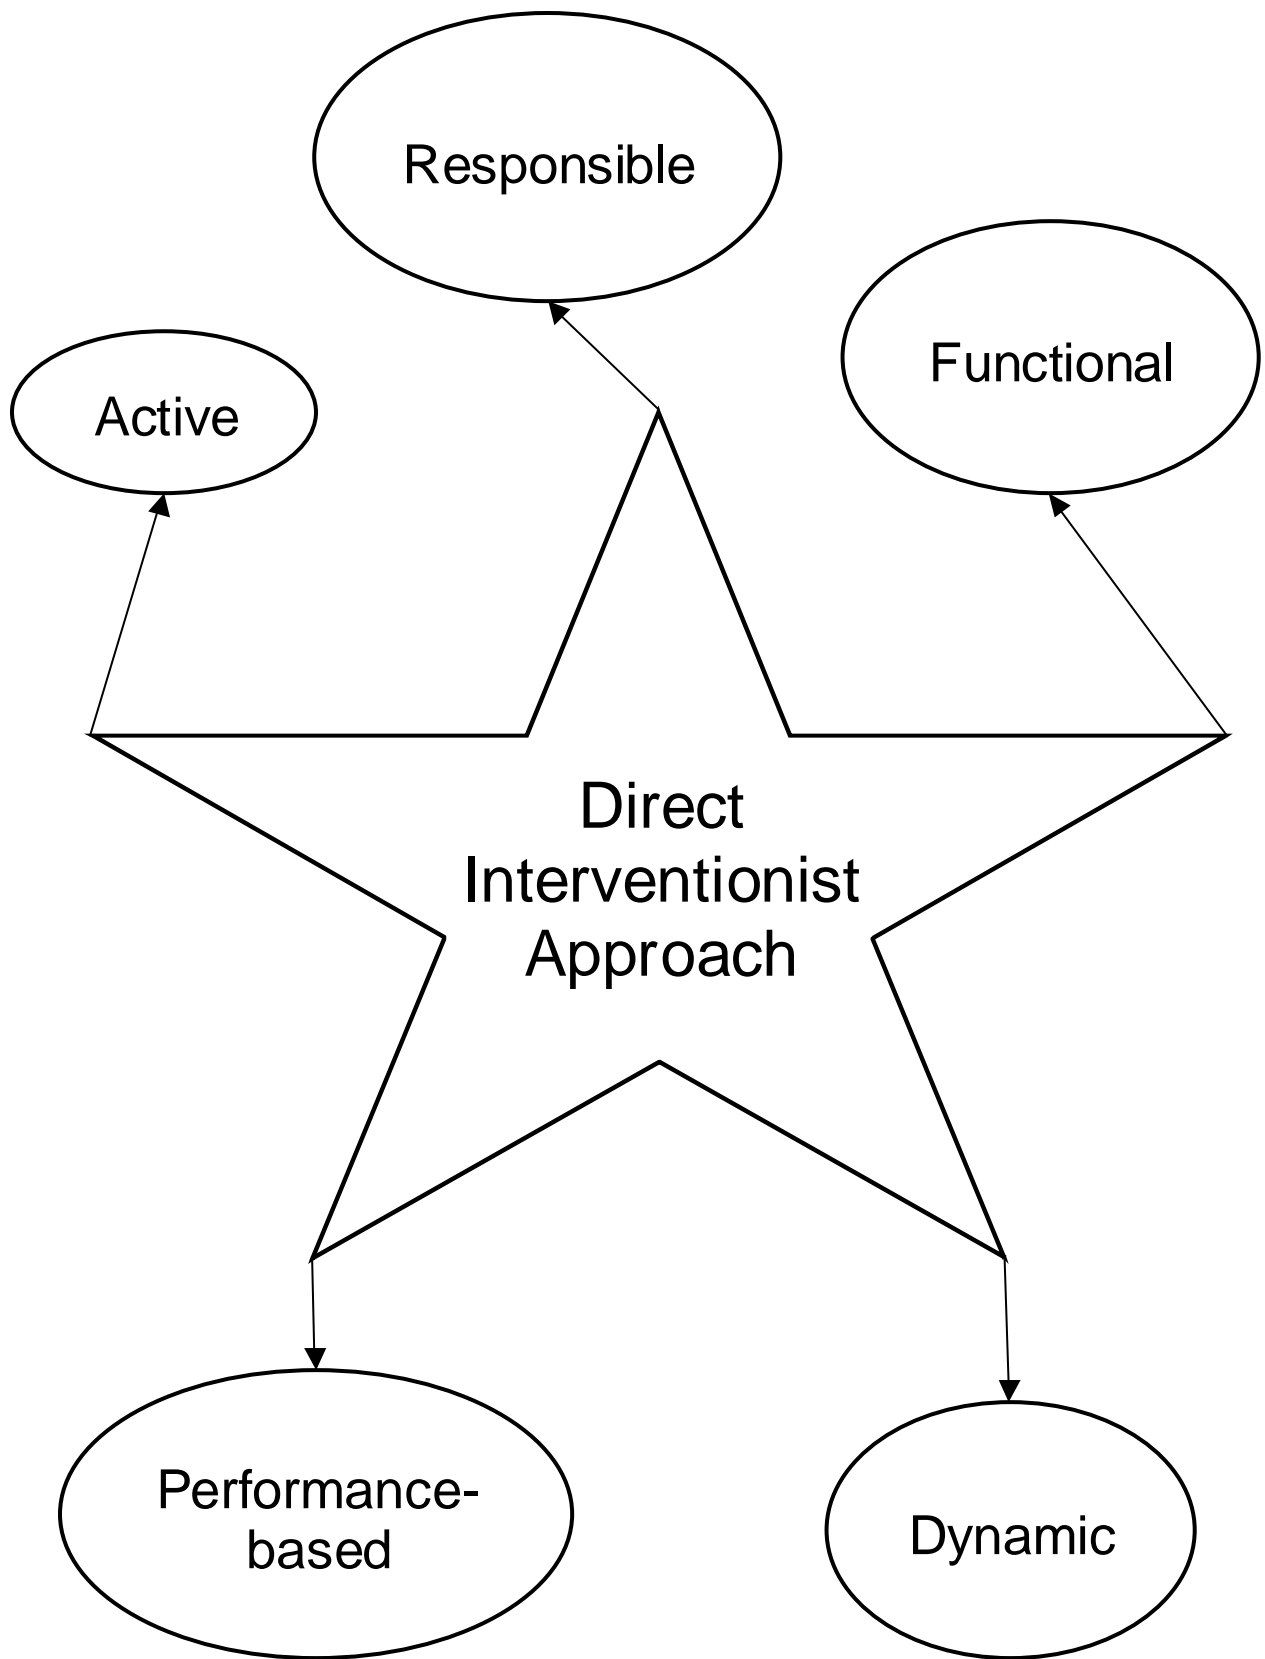 Responsible
Functional
Active
Direct
Interventionist
Approach
Performance-
based
Dynamic